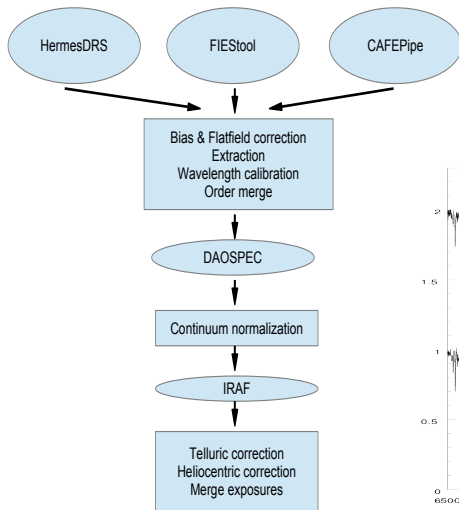 HermesDRS
FIEStool
CAFEPipe
Bias & Flatfield correction
Extraction
Wavelength calibration
Order merge
DAOSPEC
Continuum normalization
IRAF
Telluric correction
Heliocentric correction
Merge exposures
2
1.5
1
0.5
0
6500